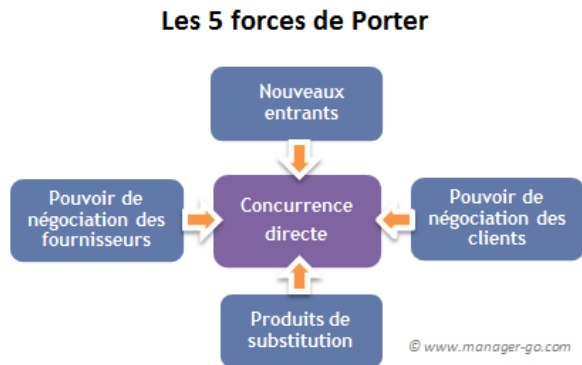 Les 5 forces de Porter
Nouveaux
entrants
Pouvoir de
négociation des
fournisseurs
Concurrence
directe
Pouvoir de
négociation des
clients
Produits de
substitution
© www.manager-go.com